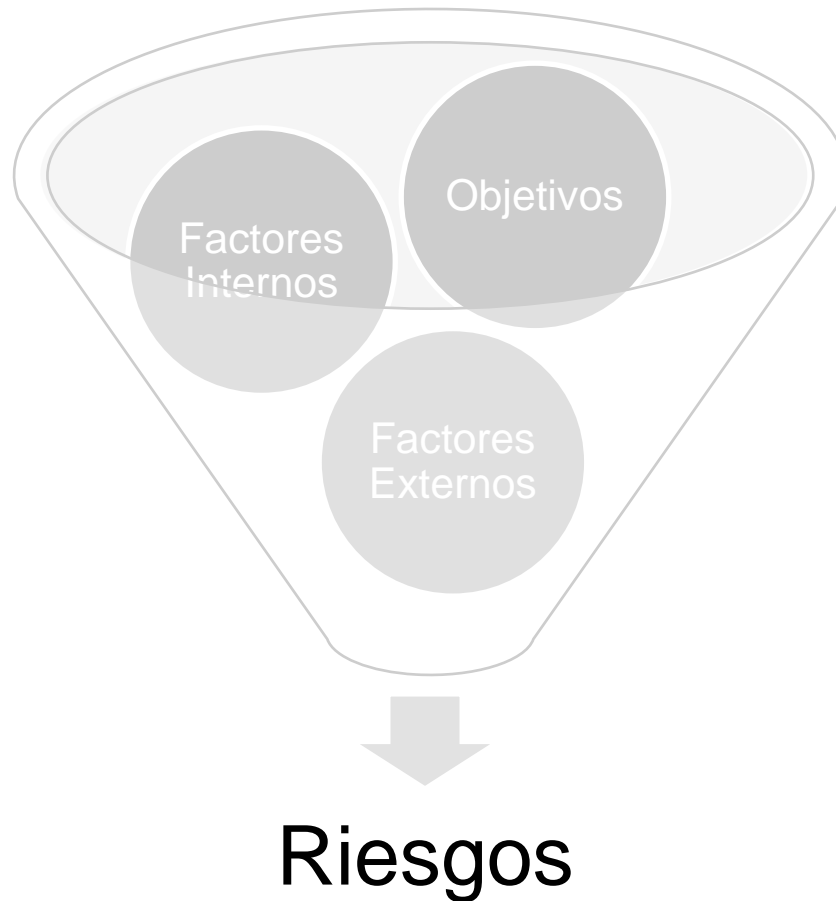 Objetivos
Factores
Internos
Factores
Externos
Riesgos